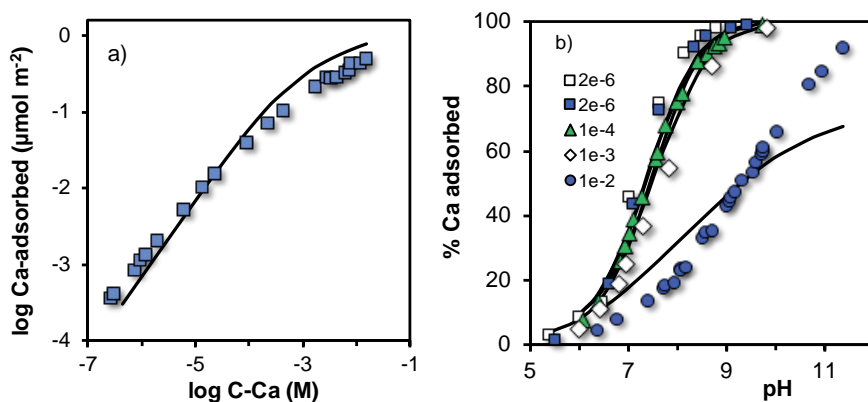 a)
log Ca-adsorbed (µmol m⁻²)
0
-1
-2
-3
-4
-7
-5
-3
-1
log C-Ca (M)
b)
% Ca adsorbed
100
80
60
40
20
0
2e-6
2e-6
1e-4
1e-3
1e-2
5
7
9
11
pH